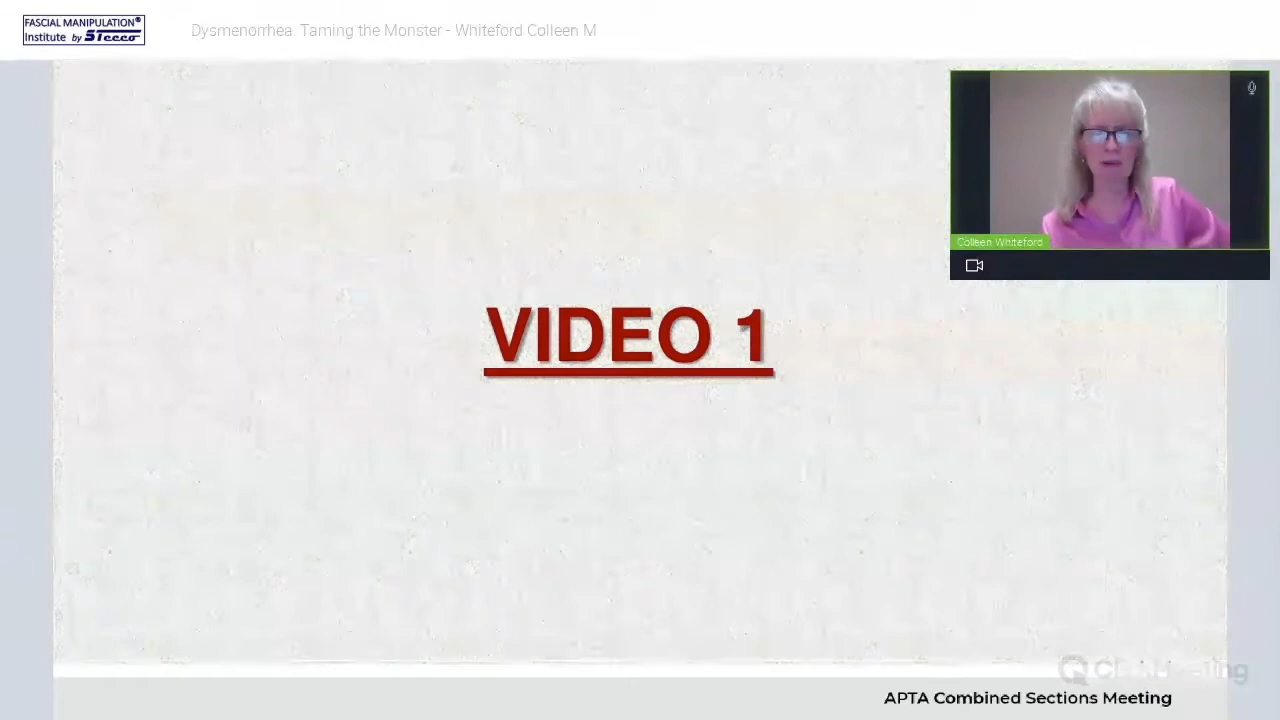 FASCIAL MANIPULATION®
Institute by Stecco
Dysmenorrhea. Taming the Monster - Whiteford Colleen M
Colleen Whiteford
VIDEO 1
APTA Combined Sections Meeting